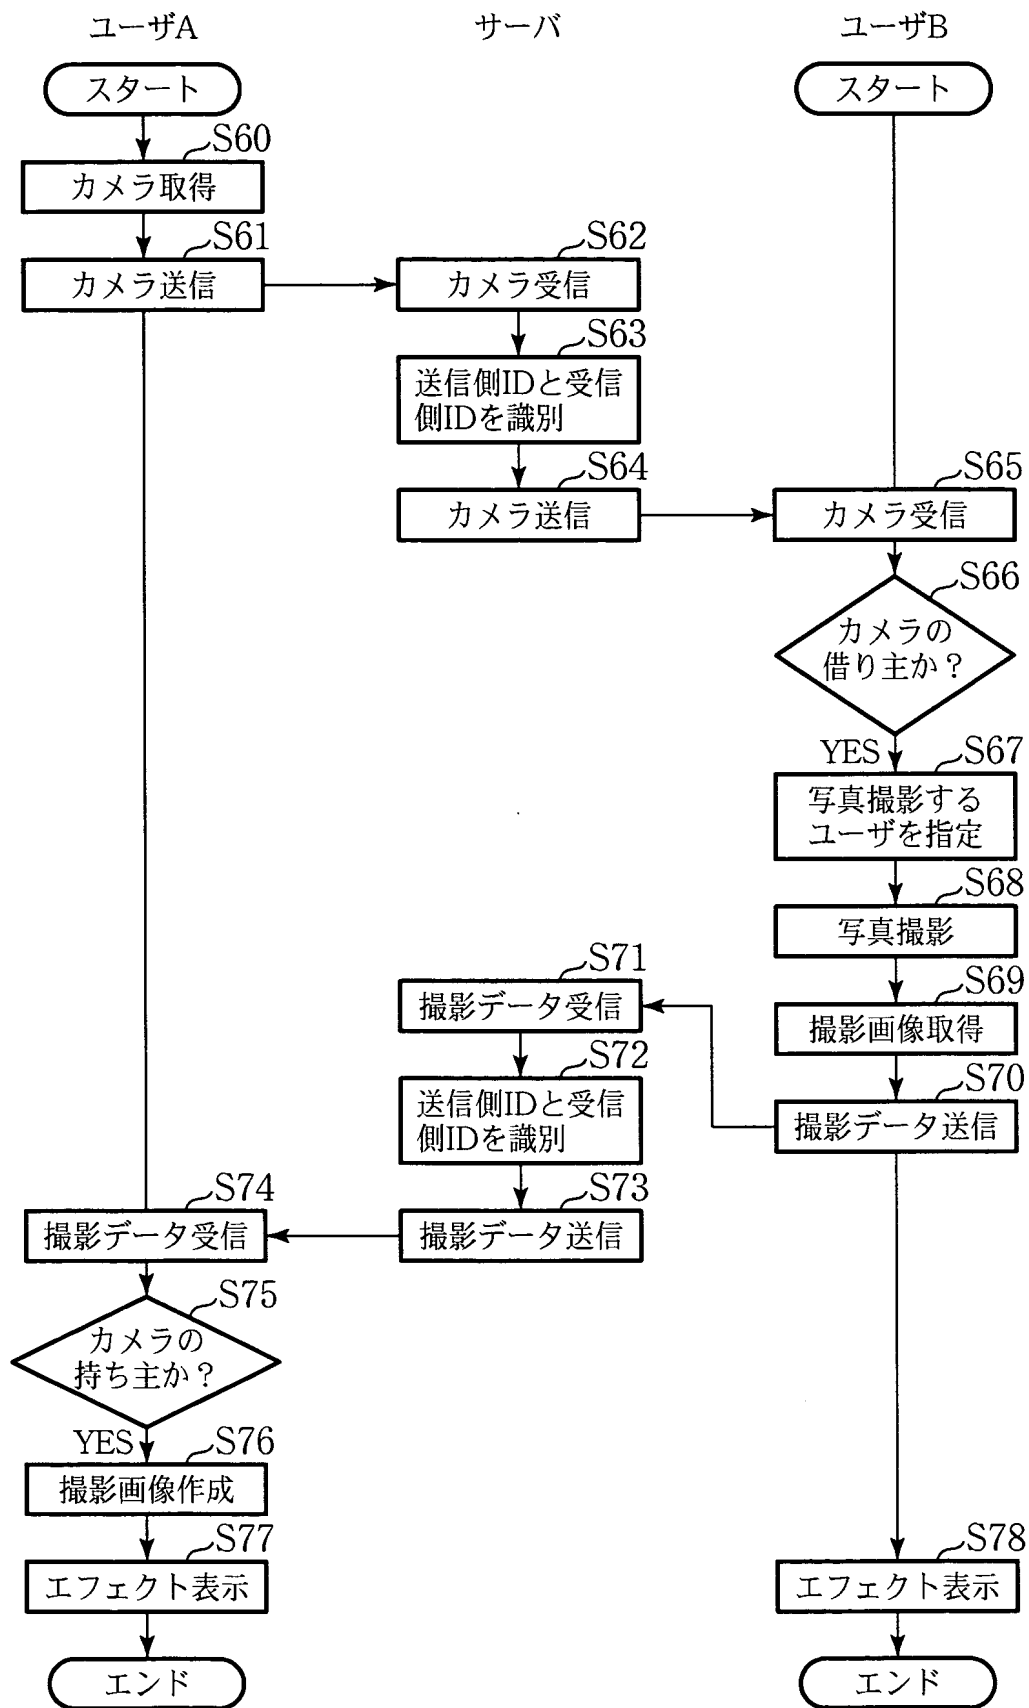 ユーザA
サーバ
ユーザB
スタート
スタート
S60
カメラ取得
S61
カメラ送信
S62
カメラ受信
S63
送信側IDと受信
側IDを識別
S64
カメラ送信
S65
カメラ受信
S66
カメラの
借り主か?
YES
S67
写真撮影する
ユーザを指定
S68
写真撮影
S69
撮影画像取得
S70
撮影データ送信
S71
撮影データ受信
S72
送信側IDと受信
側IDを識別
S73
撮影データ送信
S74
撮影データ受信
S75
カメラの
持ち主か?
YES
S76
撮影画像作成
S77
エフェクト表示
S78
エフェクト表示
エンド
エンド